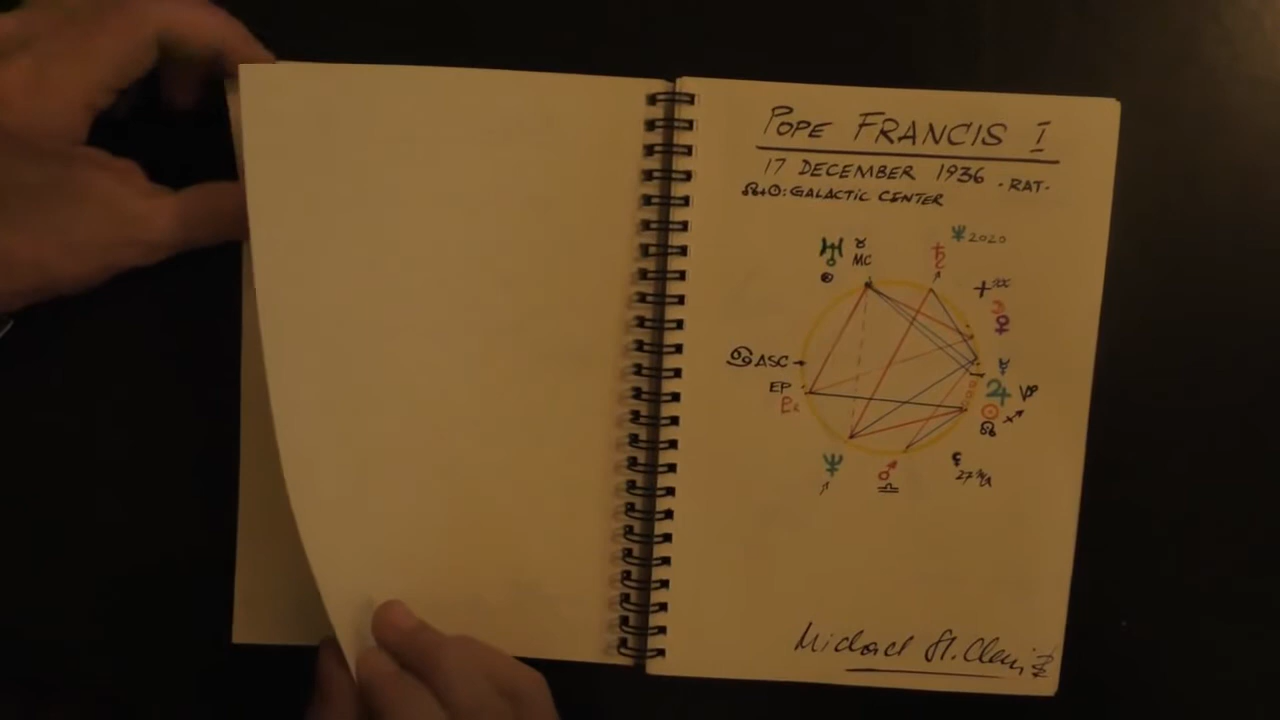 POPE FRANCIS I
17 DECEMBER 1936 · RAT ·
☊+☉: GALACTIC CENTER
♆ 2020
♅ ♉ ♄
MC
♀
♋ ASC
☿
EP
♃ ♑
☉ ♐
☊
♆ ♂
♎
27
Michael St. Clair